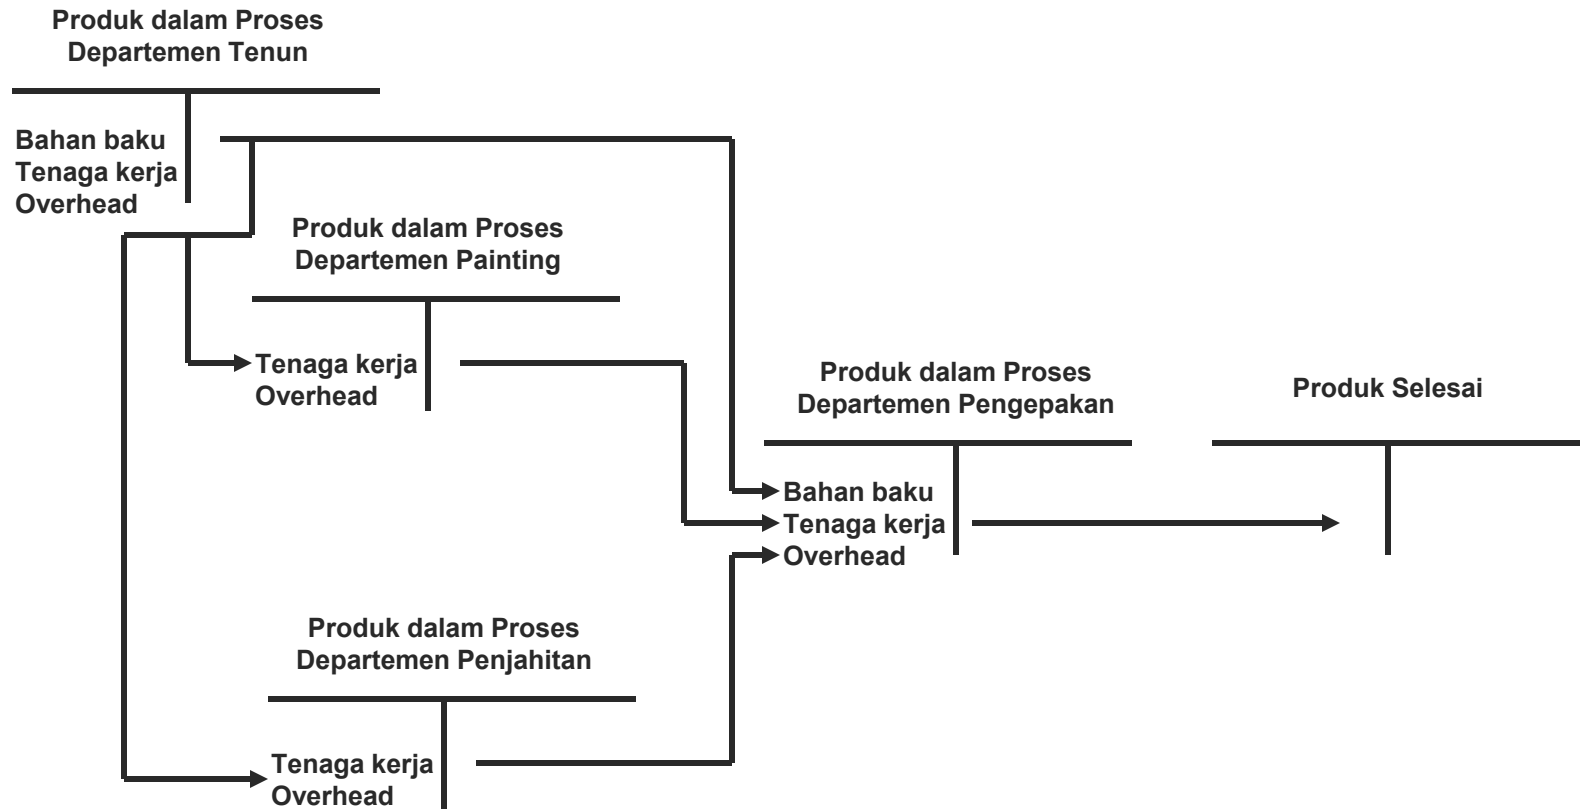 Produk dalam Proses
Departemen Tenun
Bahan baku
Tenaga kerja
Overhead
Produk dalam Proses
Departemen Painting
Tenaga kerja
Overhead
Produk dalam Proses
Departemen Pengepakan
Bahan baku
Tenaga kerja
Overhead
Produk Selesai
Produk dalam Proses
Departemen Penjahitan
Tenaga kerja
Overhead